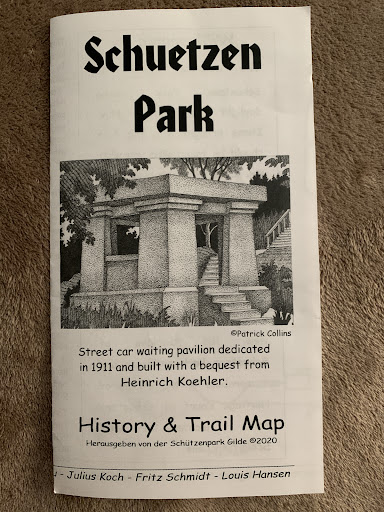 Schuetzen
Park
©Patrick Collins
Street car waiting pavilion dedicated
in 1911 and built with a bequest from
Heinrich Koehler.
History & Trail Map
Herausgeben von der Schützenpark Gilde ©2020
- Julius Koch - Fritz Schmidt - Louis Hansen